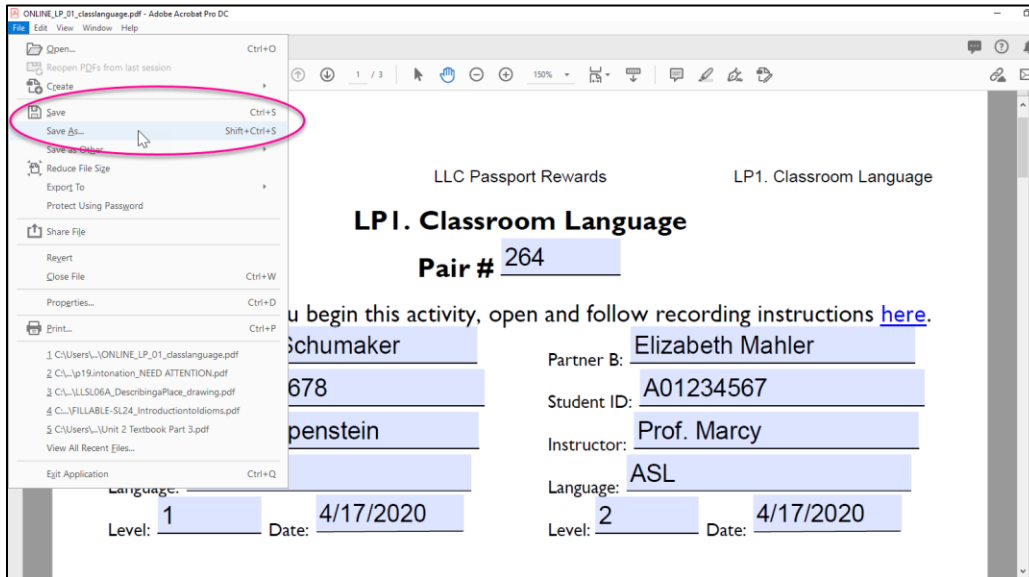 ONLINE_LP_01_classlanguage.pdf - Adobe Acrobat Pro DC
File Edit View Window Help
Open... Ctrl+O
Reopen PDFs from last session
Create
Save Ctrl+S
Save As... Shift+Ctrl+S
Save as Other
Reduce File Size
Export To
Protect Using Password
Share File
Revert
Close File Ctrl+W
Properties... Ctrl+D
Print... Ctrl+P
1 C:\Users\...\ONLINE_LP_01_classlanguage.pdf
2 C:\...\p19.intonation_NEED ATTENTION.pdf
3 C:\...\LLSL06A_DescribingaPlace_drawing.pdf
4 C:...\FILLABLE-SL24_IntroductiontoIdioms.pdf
5 C:\Users\...\Unit 2 Textbook Part 3.pdf
View All Recent Files...
Exit Application Ctrl+Q
1 / 3 150%
LLC Passport Rewards LP1. Classroom Language
LP1. Classroom Language
Pair # 264
u begin this activity, open and follow recording instructions here.
Schumaker Partner B: Elizabeth Mahler
678 Student ID: A01234567
penstein Instructor: Prof. Marcy
Language: Language: ASL
Level: 1 Date: 4/17/2020 Level: 2 Date: 4/17/2020